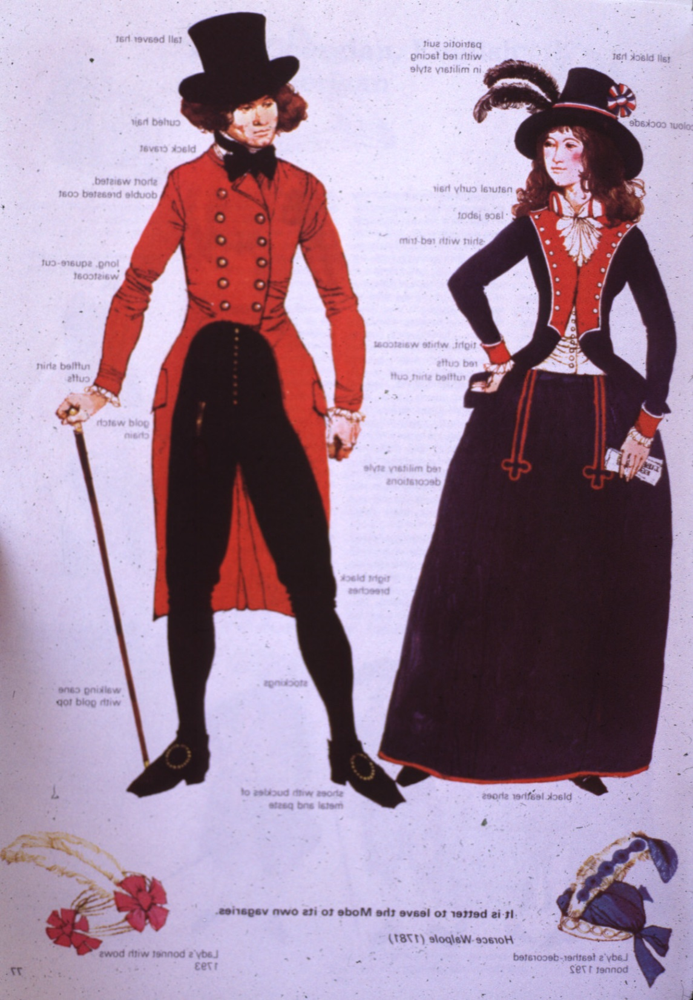 tall beaver hat
patriotic suit
with red facing
in military style
tall black hat
colour cockade
curled hair
black cravat
short waisted,
double breasted coat
natural curly hair
lace jabot
shirt with red trim
long, square-cut
waistcoat
tight, white waistcoat
red cuffs
ruffled shirt cuff
ruffled shirt
cuffs
gold watch
chain
red military style
decorations
tight black
breeches
stockings
walking cane
with gold top
shoes with buckles of
metal and paste
black leather shoes
It is better to leave the Mode to its own vagaries.
Horace Walpole (1781)
Lady's bonnet with bows
1793
Lady's feather-decorated
bonnet 1792
77